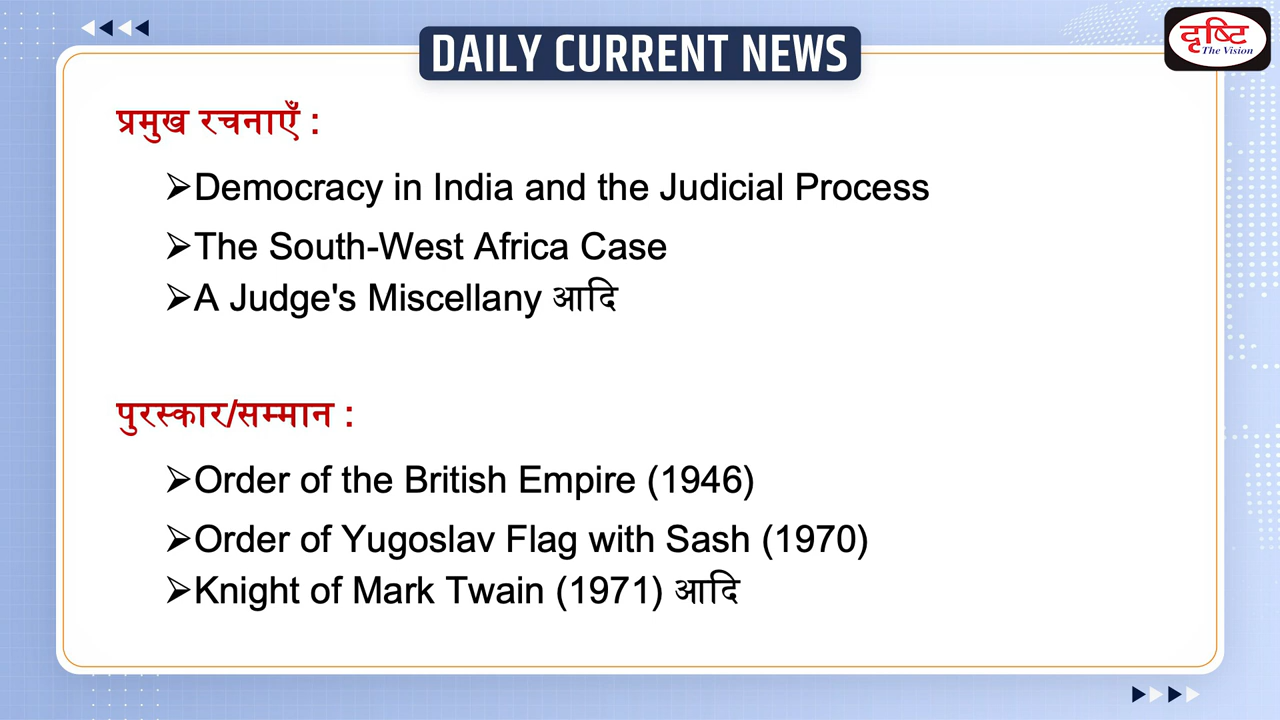 DAILY CURRENT NEWS
दृष्टि
The Vision
प्रमुख रचनाएँ :
➢Democracy in India and the Judicial Process
➢The South-West Africa Case
➢A Judge's Miscellany आदि
पुरस्कार/सम्मान :
➢Order of the British Empire (1946)
➢Order of Yugoslav Flag with Sash (1970)
➢Knight of Mark Twain (1971) आदि